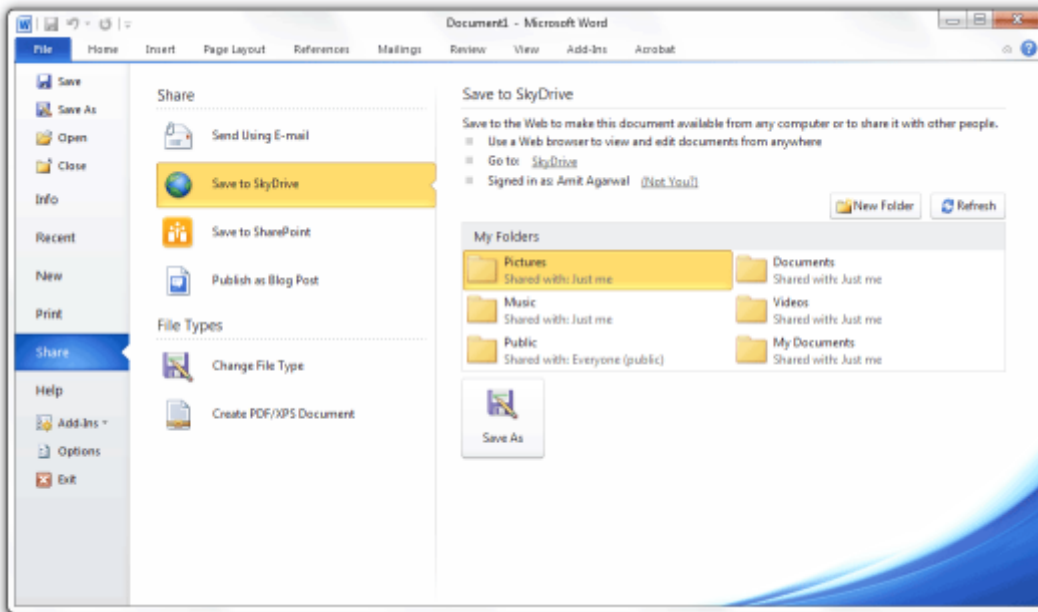 Document1 - Microsoft Word
File Home Insert Page Layout References Mailings Review View Add-Ins Acrobat
Save
Save As
Open
Close
Info
Recent
New
Print
Share
Help
Add-Ins
Options
Exit
Share
Send Using E-mail
Save to SkyDrive
Save to SharePoint
Publish as Blog Post
File Types
Change File Type
Create PDF/XPS Document
Save to SkyDrive
Save to the Web to make this document available from any computer or to share it with other people.
Use a Web browser to view and edit documents from anywhere
Go to: SkyDrive
Signed in as: Amit Agarwal (Not You?)
New Folder Refresh
My Folders
Pictures
Shared with: Just me
Documents
Shared with: Just me
Music
Shared with: Just me
Videos
Shared with: Just me
Public
Shared with: Everyone (public)
My Documents
Shared with: Just me
Save As